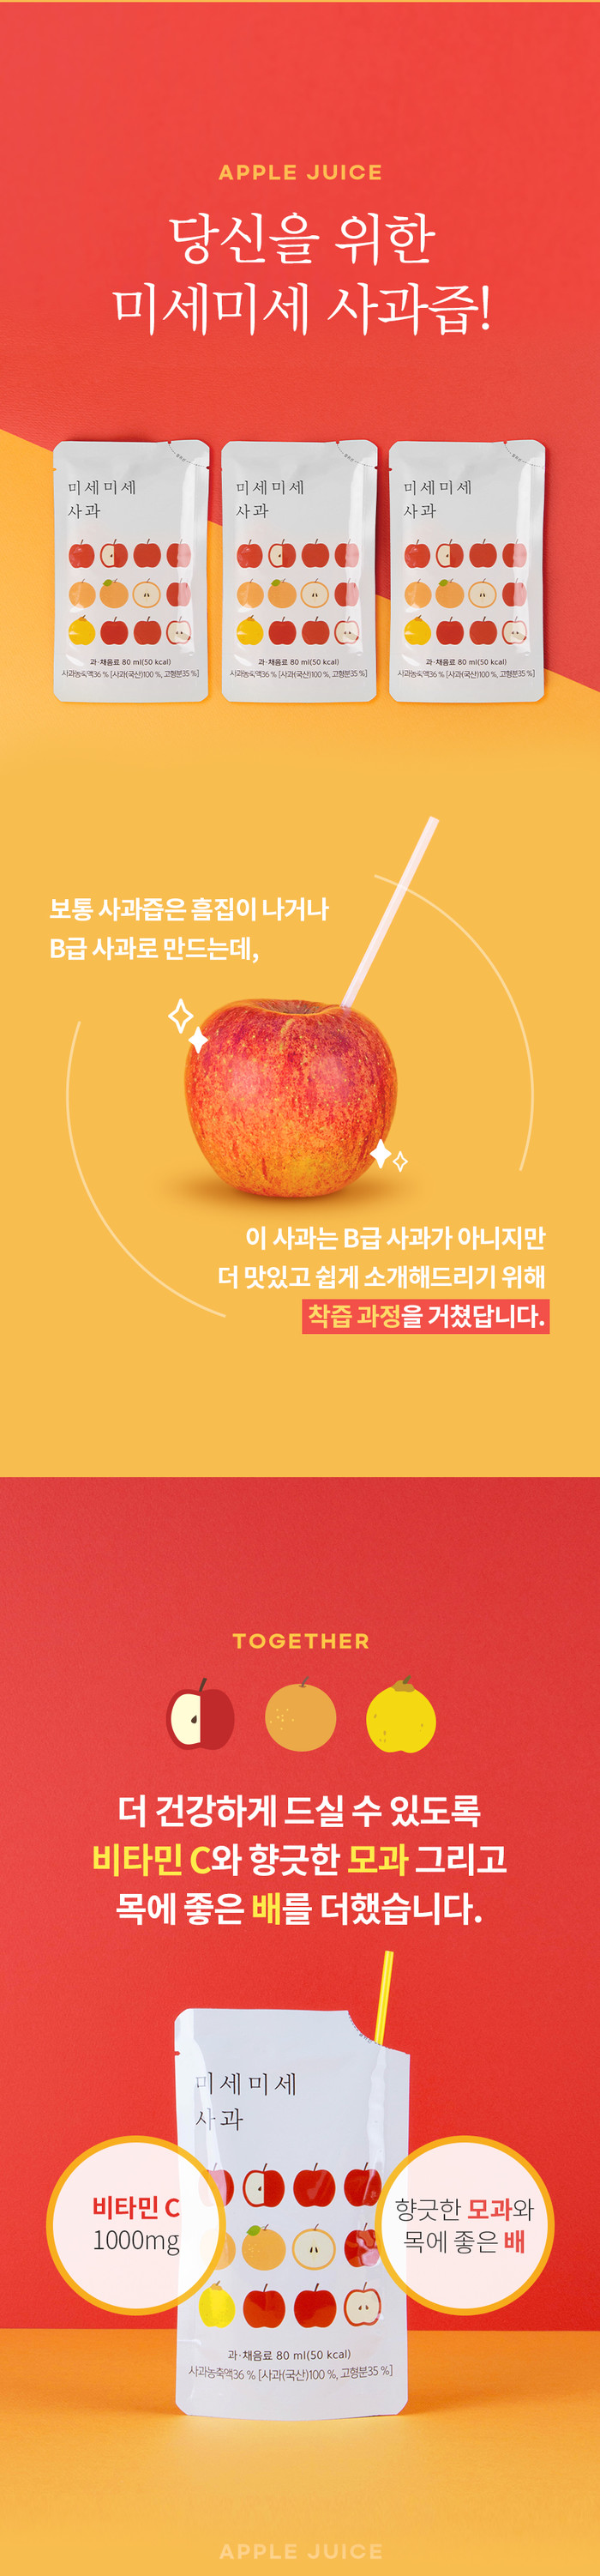 APPLE JUICE
당신을 위한
미세미세 사과즙!
미세미세
사과
과·채음료 80 ml(50 kcal)
사과농축액36 % [사과(국산)100 %, 고형분35 %]
미세미세
사과
과·채음료 80 ml(50 kcal)
사과농축액36 % [사과(국산)100 %, 고형분35 %]
미세미세
사과
과·채음료 80 ml(50 kcal)
사과농축액36 % [사과(국산)100 %, 고형분35 %]
보통 사과즙은 흠집이 나거나
B급 사과로 만드는데,
이 사과는 B급 사과가 아니지만
더 맛있고 쉽게 소개해드리기 위해
착즙 과정을 거쳤답니다.
TOGETHER
더 건강하게 드실 수 있도록
비타민 C와 향긋한 모과 그리고
목에 좋은 배를 더했습니다.
미세미세
사과
비타민 C
1000mg
향긋한 모과와
목에 좋은 배
과·채음료 80 ml(50 kcal)
사과농축액36 % [사과(국산)100 %, 고형분35 %]
APPLE JUICE